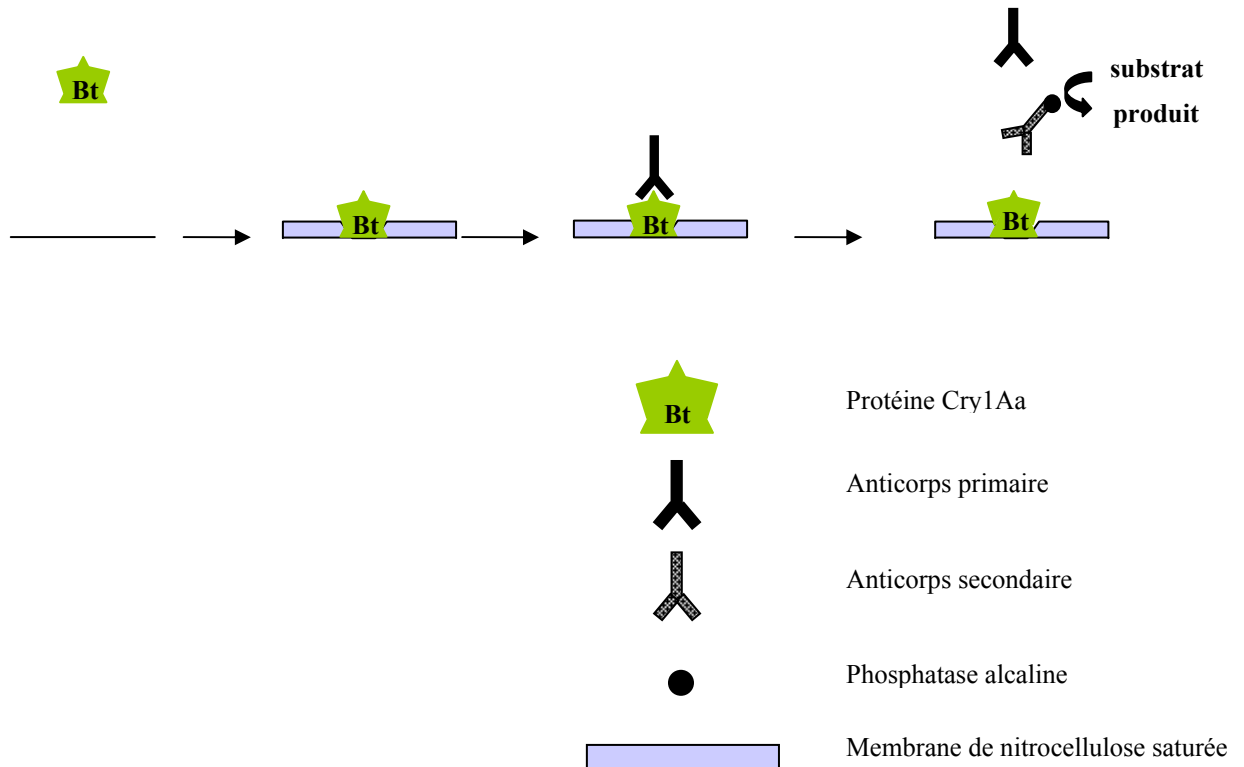 substrat
Bt
produit
Bt
Bt
Bt
Bt
Protéine Cry1Aa
Anticorps primaire
Anticorps secondaire
Phosphatase alcaline
Membrane de nitrocellulose saturée